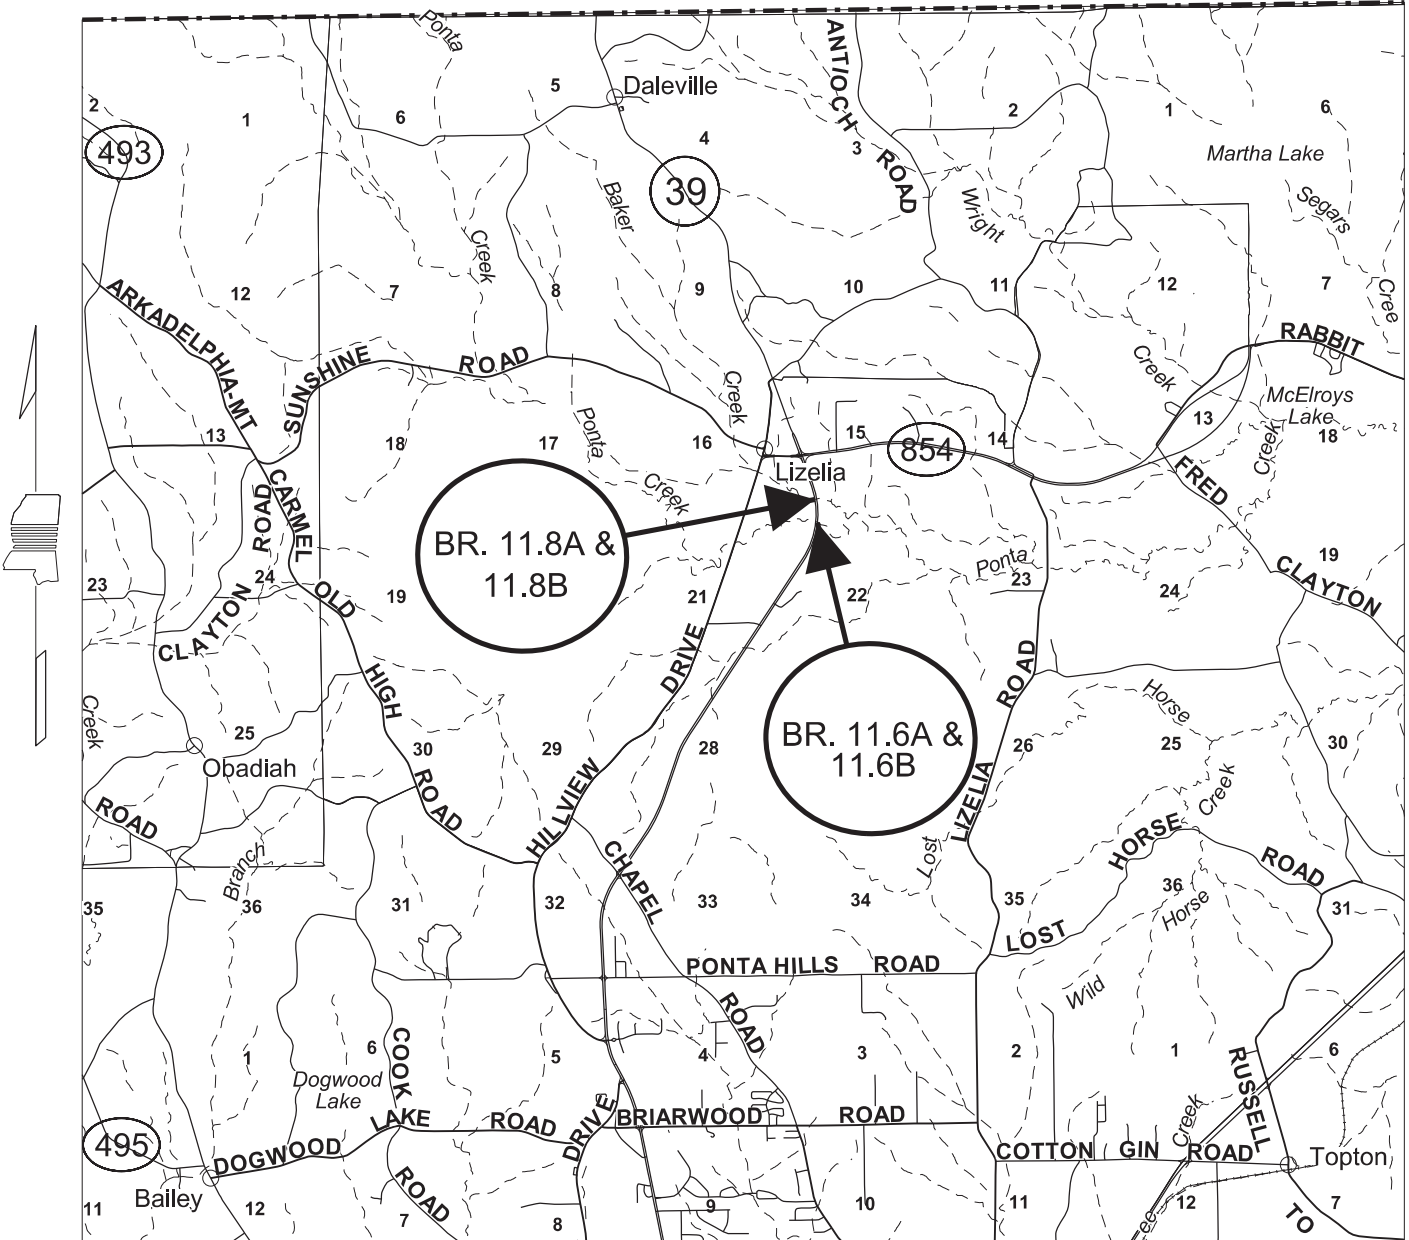 Ponta
ANTIOCH ROAD
Daleville
5
2
1
6
4
2
1
6
3
493
39
Martha Lake
Baker
Wright
Segars
Creek
12
7
8
9
10
11
12
7
Cree
ARKADELPHIA-MT
CARMEL
SUNSHINE ROAD
RABBIT
Creek
Creek
McElroys
Lake
Ponta
13
18
17
16
15
854
14
13
18
Creek
Lizelia
FRED
CLAYTON
Creek
CLAYTON ROAD
BR. 11.8A &
11.8B
Ponta
19
23
24
OLD
19
21
22
23
24
HIGH
ROAD
DRIVE
ROAD
Horse
Creek
BR. 11.6A &
11.6B
25
30
29
28
26
25
30
Obadiah
HILLVIEW
LIZELIA
Creek
ROAD
HORSE
ROAD
CHAPEL
Lost
Branch
36
35
36
31
32
33
34
35
31
Horse
LOST
PONTA HILLS ROAD
ROAD
Wild
COOK
1
6
5
4
3
2
1
6
RUSSELL
Dogwood
Lake
LAKE ROAD
DRIVE
BRIARWOOD ROAD
Creek
495
DOGWOOD
COTTON GIN ROAD
Topton
Bailey
ROAD
11
12
7
8
9
10
11
12
7
TO